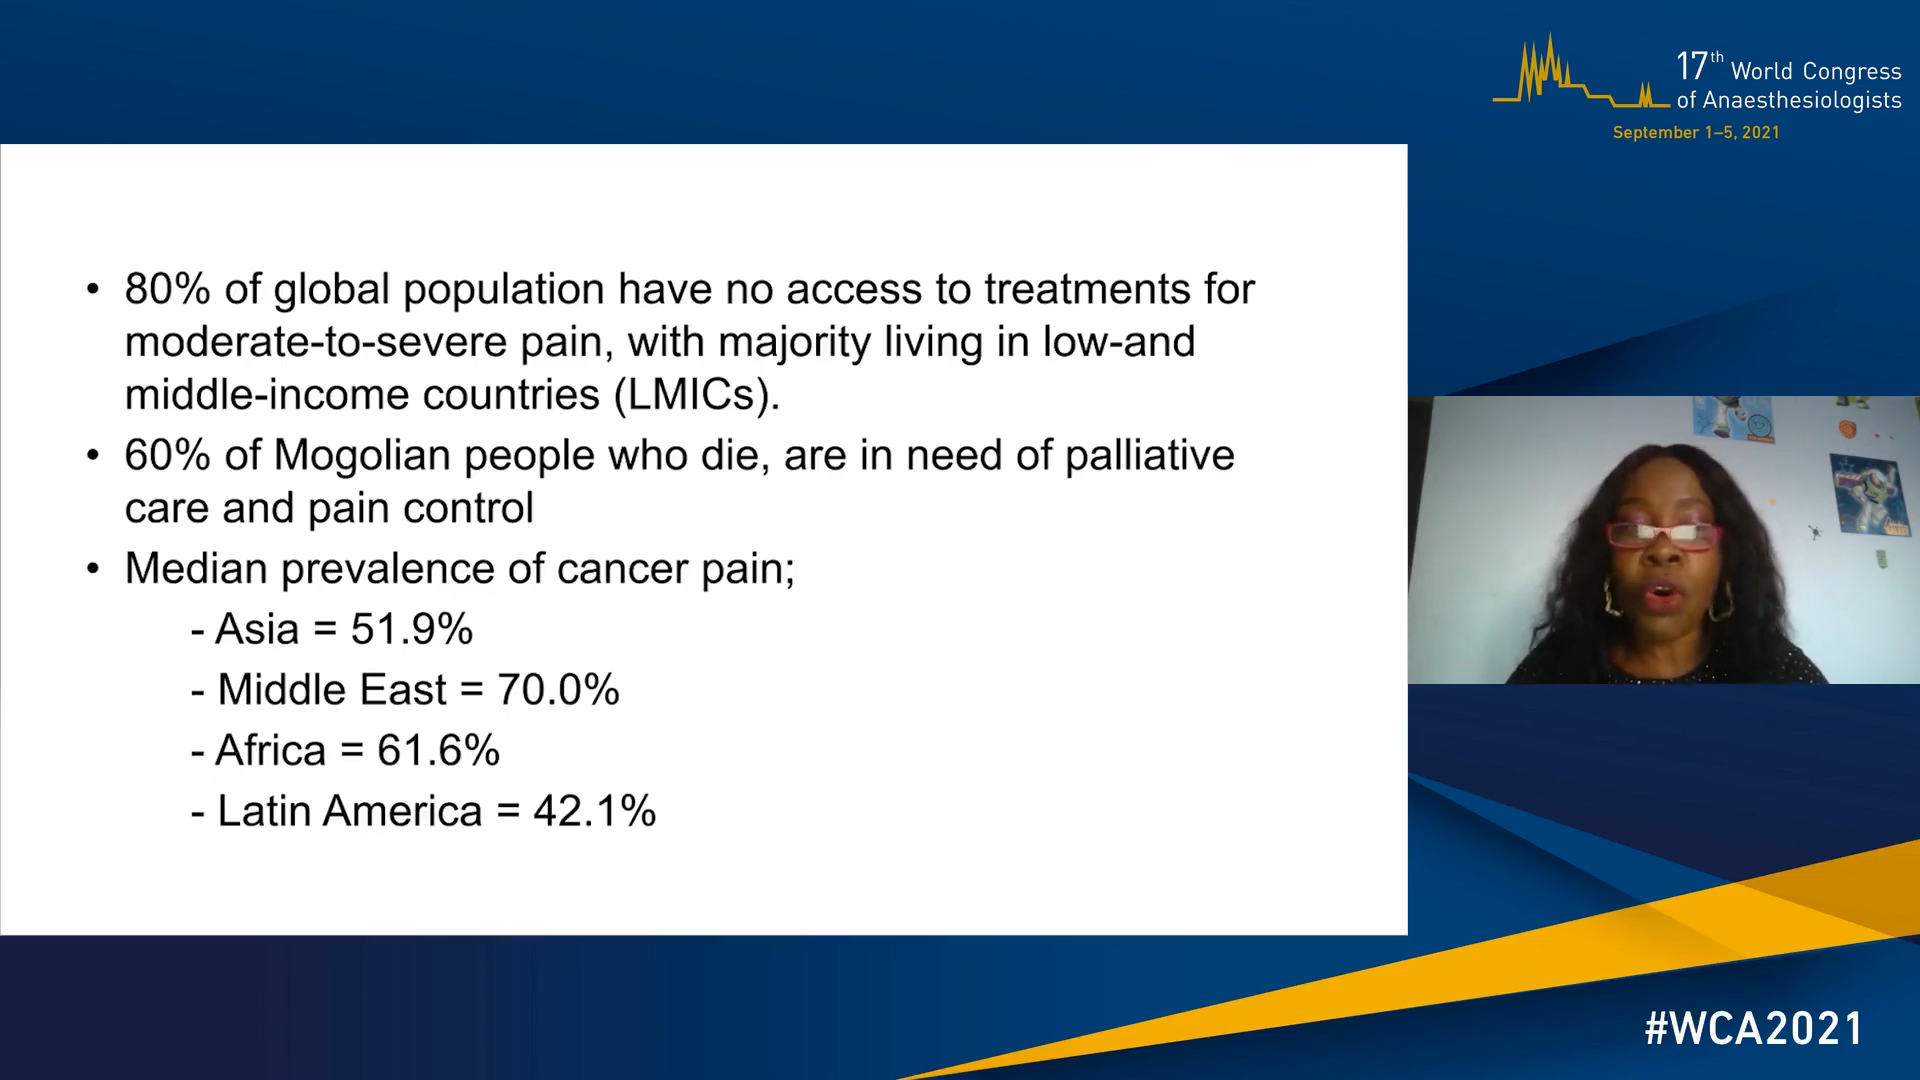 17th World Congress
of Anaesthesiologists
September 1–5, 2021
• 80% of global population have no access to treatments for
moderate-to-severe pain, with majority living in low-and
middle-income countries (LMICs).
• 60% of Mogolian people who die, are in need of palliative
care and pain control
• Median prevalence of cancer pain;
- Asia = 51.9%
- Middle East = 70.0%
- Africa = 61.6%
- Latin America = 42.1%
#WCA2021